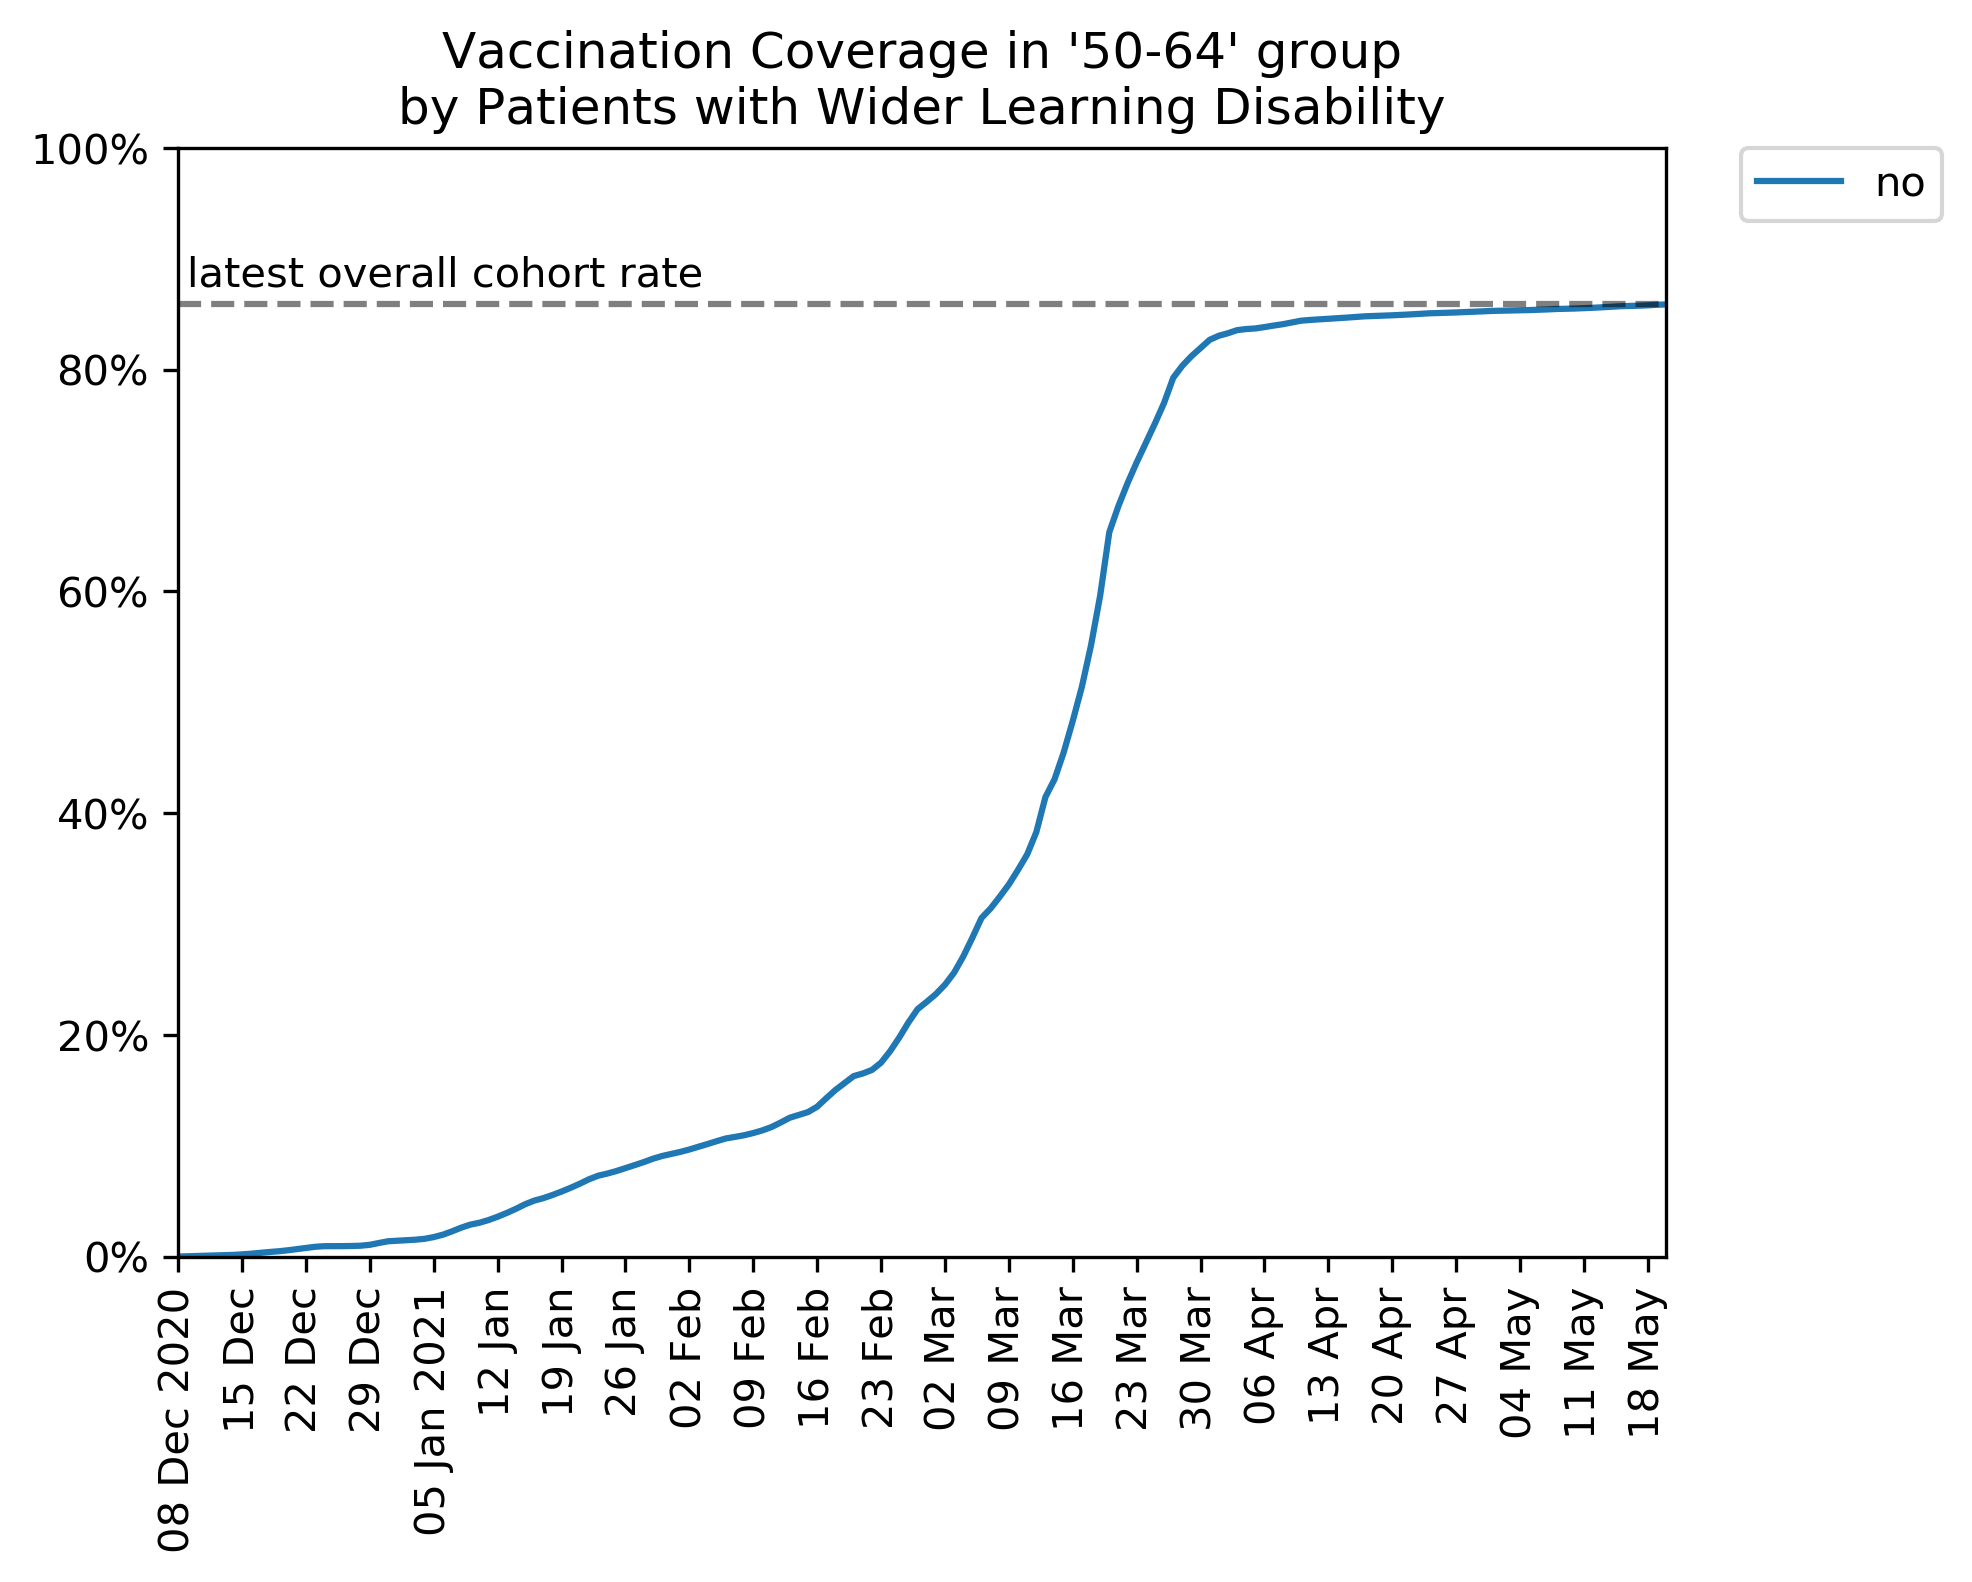 Vaccination Coverage in '50-64' group
by Patients with Wider Learning Disability
100%
80%
60%
40%
20%
0%
latest overall cohort rate
no
08 Dec 2020
15 Dec
22 Dec
29 Dec
05 Jan 2021
12 Jan
19 Jan
26 Jan
02 Feb
09 Feb
16 Feb
23 Feb
02 Mar
09 Mar
16 Mar
23 Mar
30 Mar
06 Apr
13 Apr
20 Apr
27 Apr
04 May
11 May
18 May